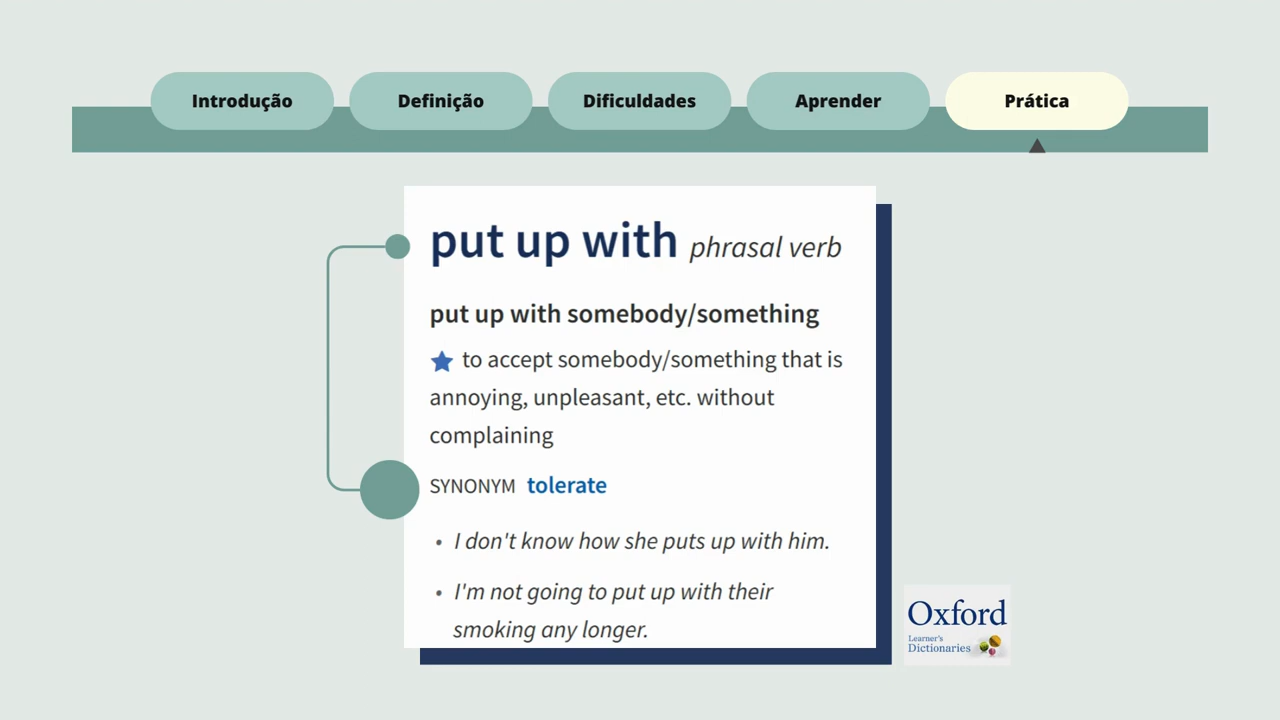 Introdução
Definição
Dificuldades
Aprender
Prática
put up with phrasal verb
put up with somebody/something
to accept somebody/something that is
annoying, unpleasant, etc. without
complaining
SYNONYM tolerate
• I don't know how she puts up with him.
• I'm not going to put up with their
smoking any longer.
Oxford
Learner's
Dictionaries